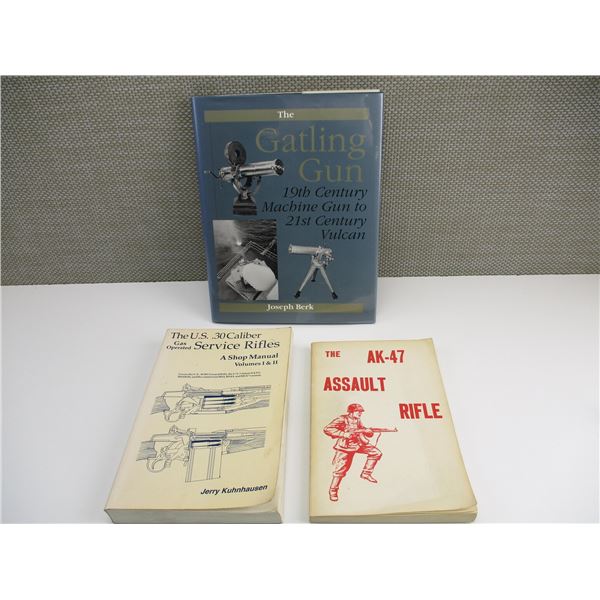 The
Gatling
Gun
19th Century
Machine Gun to
21st Century
Vulcan
Joseph Berk
The U.S. .30 Caliber
Gas Operated Service Rifles
A Shop Manual
Volumes I & II
Jerry Kuhnhausen
THE AK-47
ASSAULT
RIFLE